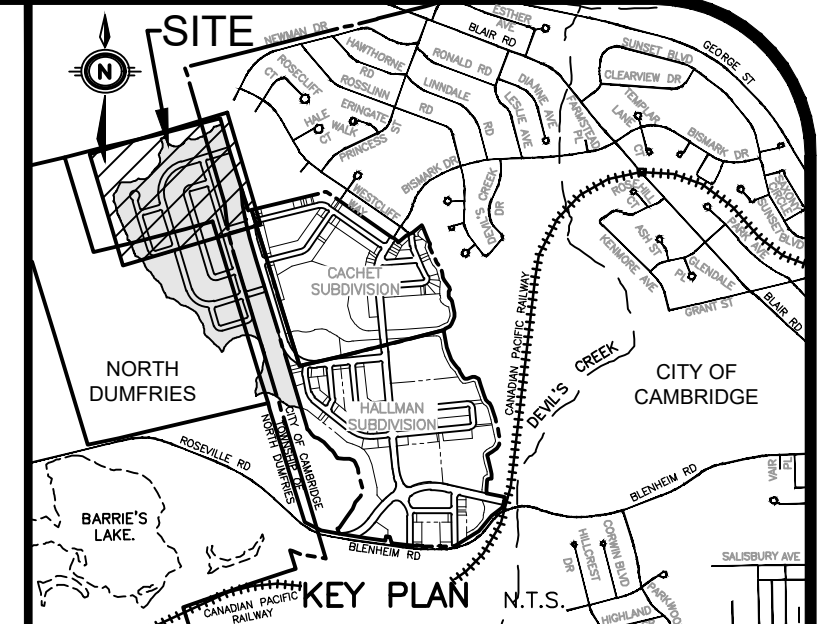 SITE
N
NEWMAN DR
ESTHER
AVE
BLAIR RD
HAWTHORNE
RD
RONALD RD
SUNSET BLVD
GEORGE ST
CLEARVIEW DR
ROSECLIFF
CT
ROSSLINN
RD
LINNDALE
RD
DIANNE AVE
LESLIE AVE
FARMSTEAD
PL
TEMPLAR
LANE
CT
HALE
CT
ERINGATE
WALK
PRINCESS ST
BISMARK DR
BISMARK DR
WESTCLIFF
WAY
DEVIL'S CREEK
DR
ROSEHILL
CT
SUNSET BLVD
PARK AVE
ASH ST
KENMORE AVE
GLENDALE
PL
GRANT ST
BLAIR RD
CACHET
SUBDIVISION
CANADIAN PACIFIC RAILWAY
DEVIL'S CREEK
NORTH
DUMFRIES
CITY OF
CAMBRIDGE
HALLMAN
SUBDIVISION
CITY OF CAMBRIDGE
TOWNSHIP OF
NORTH DUMFRIES
ROSEVILLE RD
BARRIE'S
LAKE.
BLENHEIM RD
BLENHEIM RD
VAIR
PL
HILLCREST
DR
CORWIN BLVD
SALISBURY AVE
HIGHLAND
CANADIAN PACIFIC
RAILWAY
KEY PLAN
N.T.S.